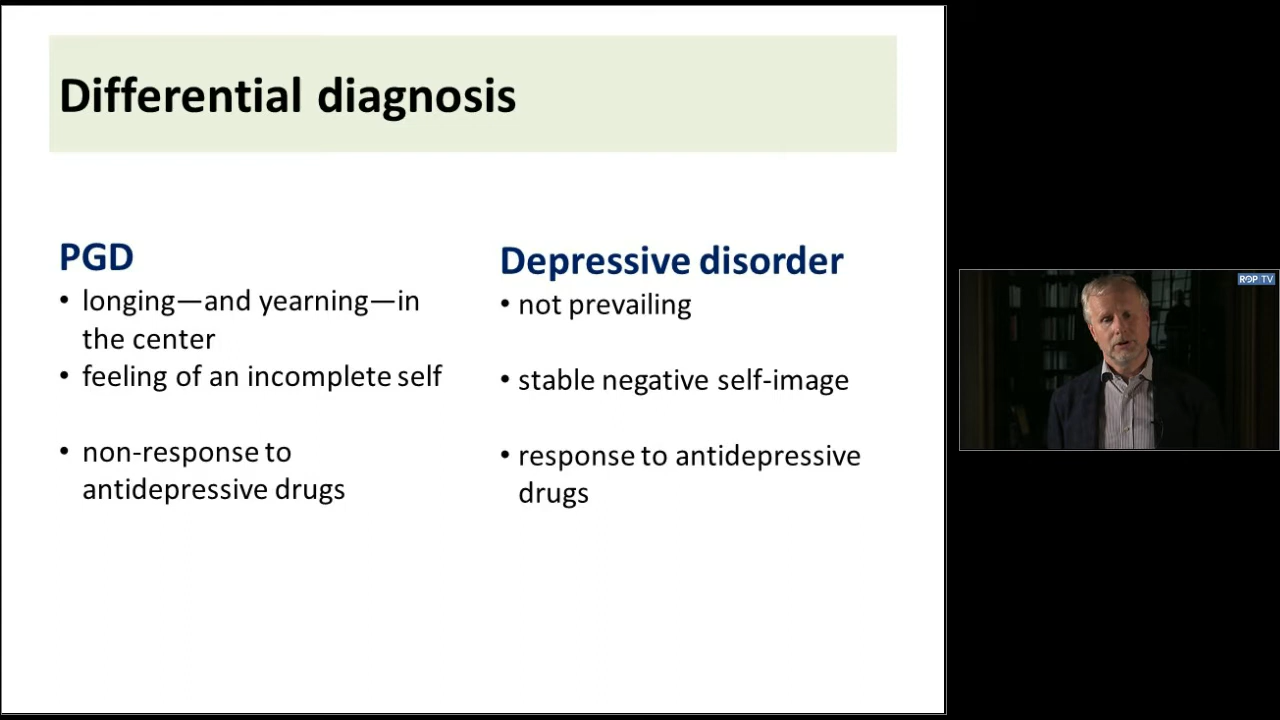 Differential diagnosis
PGD
• longing—and yearning—in
the center
• feeling of an incomplete self
• non-response to
antidepressive drugs
Depressive disorder
• not prevailing
• stable negative self-image
• response to antidepressive
drugs
ROP TV